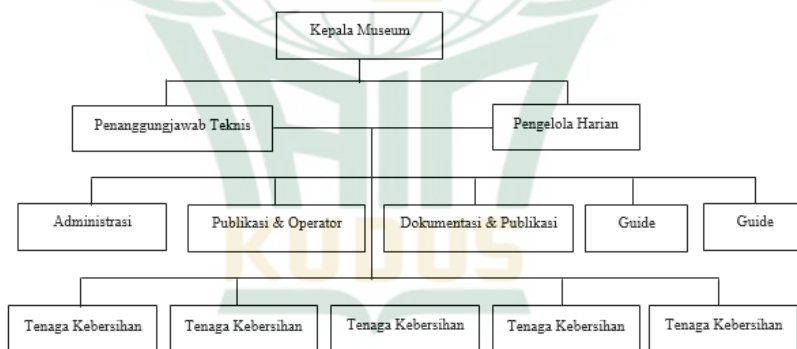 Kepala Museum
Penanggungjawab Teknis
Pengelola Harian
Administrasi
Publikasi & Operator
Dokumentasi & Publikasi
Guide
Guide
Tenaga Kebersihan
Tenaga Kebersihan
Tenaga Kebersihan
Tenaga Kebersihan
Tenaga Kebersihan
KUDUS